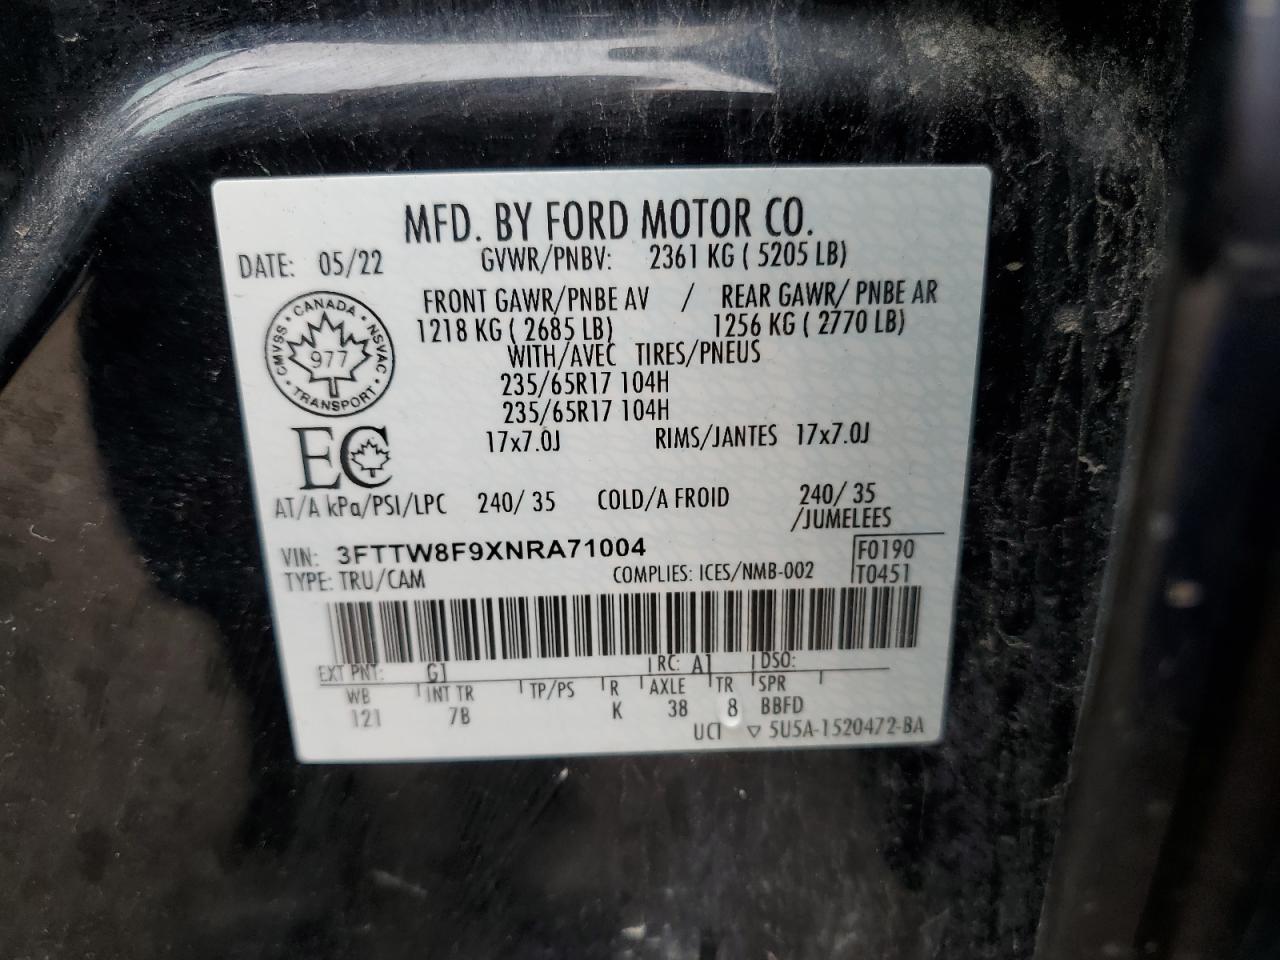 MFD. BY FORD MOTOR CO.
DATE: 05/22 GVWR/PNBV: 2361 KG ( 5205 LB)
FRONT GAWR/PNBE AV / REAR GAWR/ PNBE AR
1218 KG ( 2685 LB) 1256 KG ( 2770 LB)
WITH/AVEC TIRES/PNEUS
235/65R17 104H
235/65R17 104H
17x7.0J RIMS/JANTES 17x7.0J
CANADA · NSVAC · TRANSPORT · CMVSS
977
EC
AT/A kPa/PSI/LPC 240/ 35 COLD/A FROID 240/ 35
/JUMELEES
VIN: 3FTTW8F9XNRA71004 F0190
TYPE: TRU/CAM COMPLIES: ICES/NMB-002 T0451
EXT PNT: G1 RC: A1 DSO:
WB INT TR TP/PS R AXLE TR SPR
121 7B K 38 8 BBFD
UCI ▽ 5U5A-1520472-BA